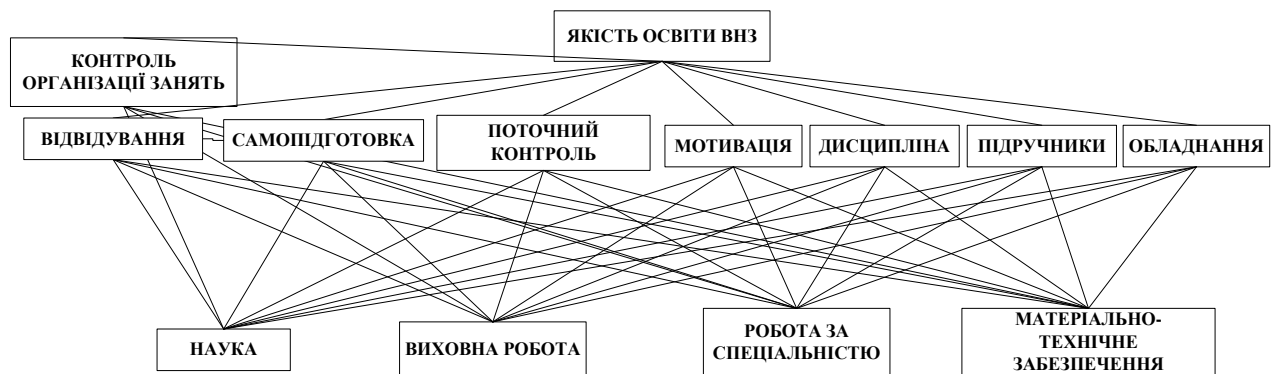 ЯКІСТЬ ОСВІТИ ВНЗ
КОНТРОЛЬ
ОРГАНІЗАЦІЇ ЗАНЯТЬ
ВІДВІДУВАННЯ
САМОПІДГОТОВКА
ПОТОЧНИЙ
КОНТРОЛЬ
МОТИВАЦІЯ
ДИСЦИПЛІНА
ПІДРУЧНИКИ
ОБЛАДНАННЯ
НАУКА
ВИХОВНА РОБОТА
РОБОТА ЗА
СПЕЦІАЛЬНІСТЮ
МАТЕРІАЛЬНО-
ТЕХНІЧНЕ
ЗАБЕЗПЕЧЕННЯ